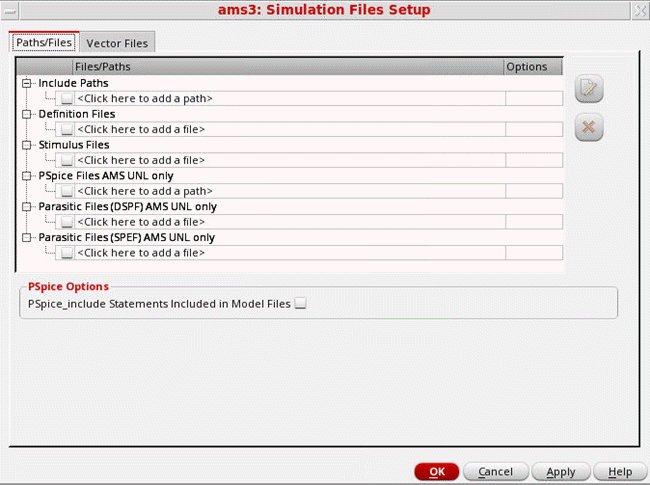 ams3: Simulation Files Setup
Paths/Files
Vector Files
Files/Paths
Options
Include Paths
<Click here to add a path>
Definition Files
<Click here to add a file>
Stimulus Files
<Click here to add a file>
PSpice Files AMS UNL only
<Click here to add a path>
Parasitic Files (DSPF) AMS UNL only
<Click here to add a file>
Parasitic Files (SPEF) AMS UNL only
<Click here to add a file>
PSpice Options
PSpice_include Statements Included in Model Files
OK
Cancel
Apply
Help